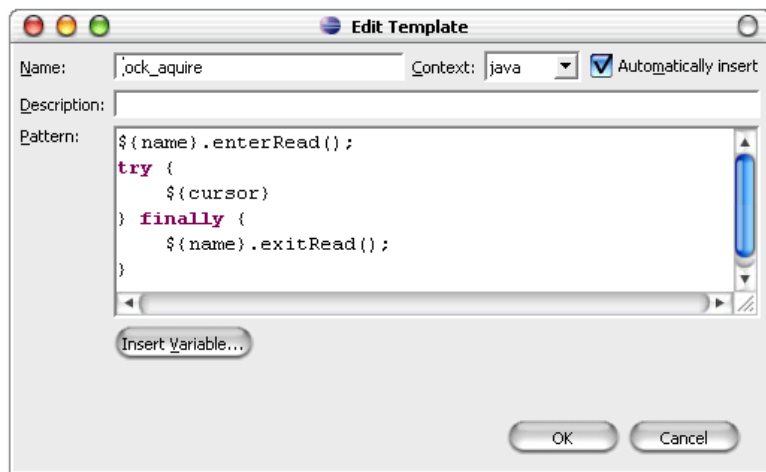 Edit Template
Name: lock_aquire Context: java Automatically insert
Description:
Pattern:
${name}.enterRead();
try {
${cursor}
} finally {
${name}.exitRead();
}
Insert Variable...
OK Cancel